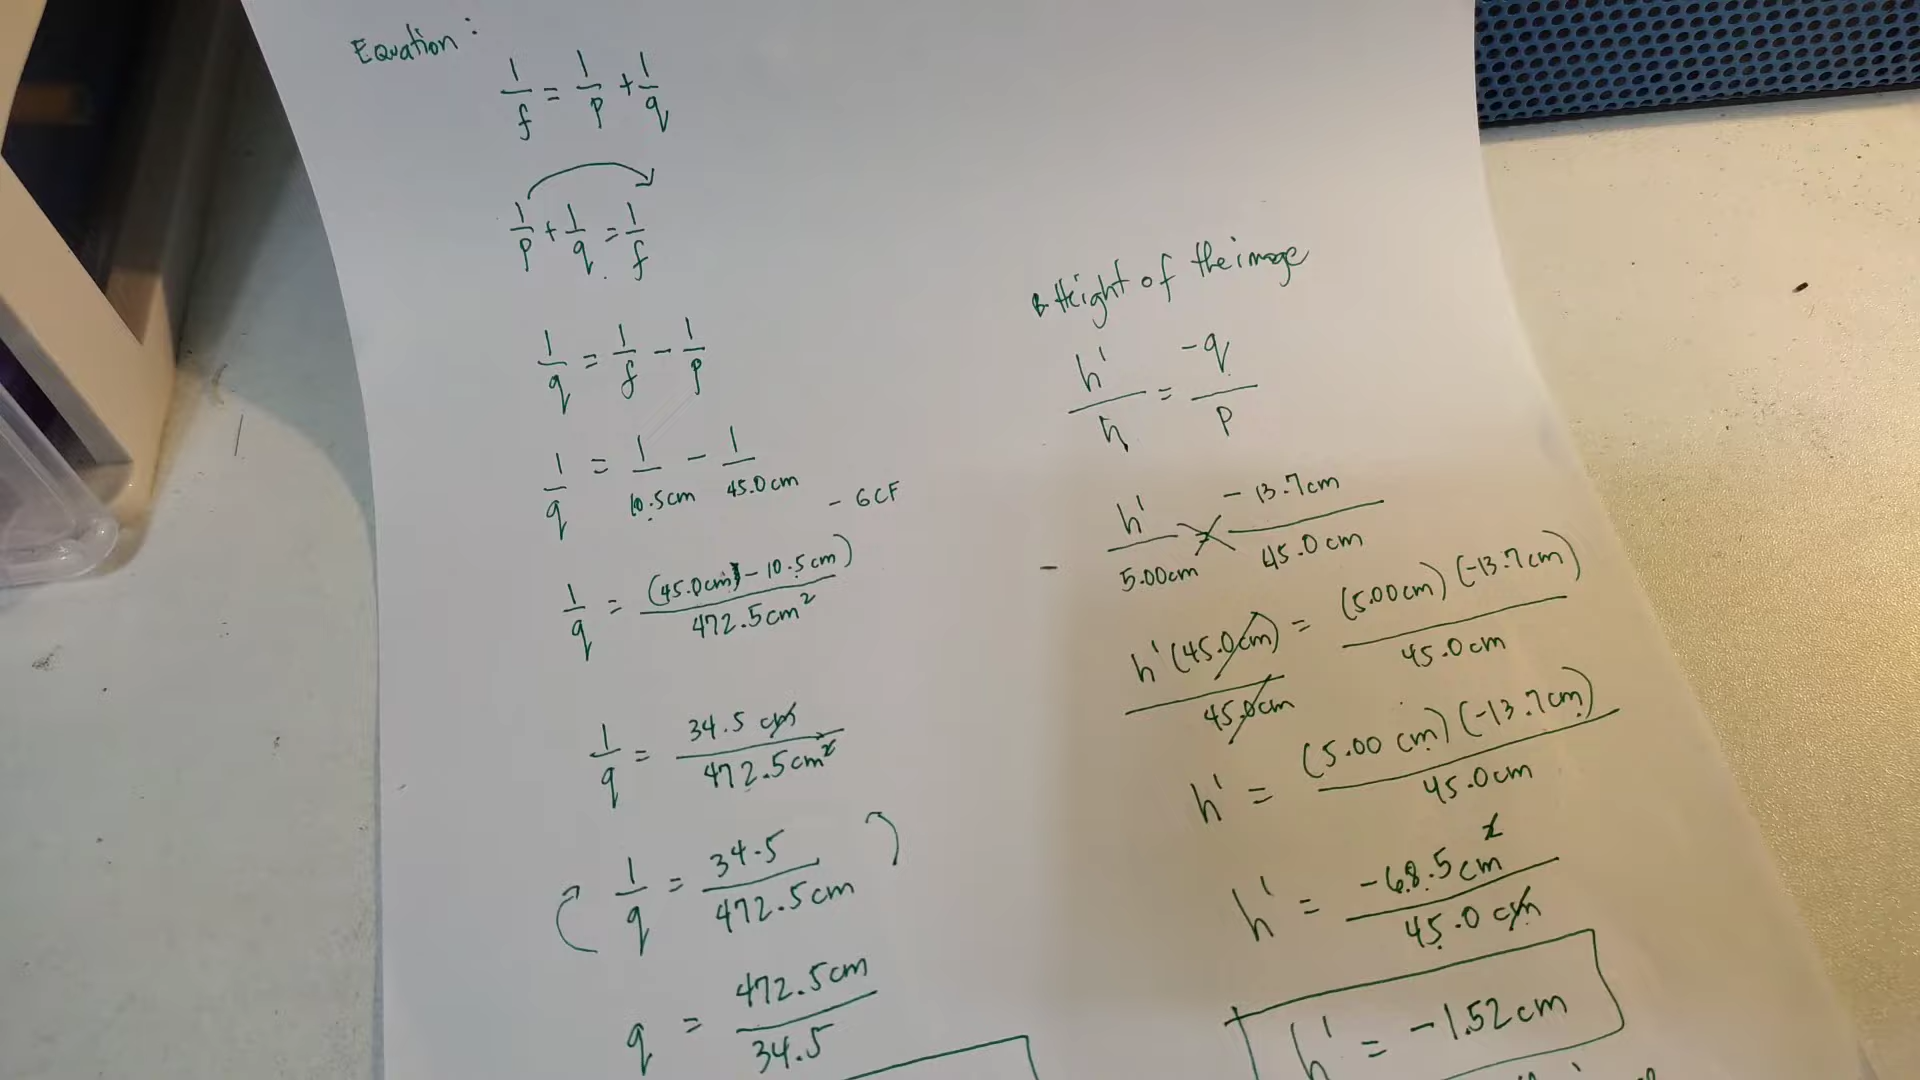 Equation:
1/f = 1/p + 1/q
1/p + 1/q = 1/f
1/q = 1/f - 1/p
1/q = 1/10.5cm - 1/45.0cm
- GCF
1/q = (45.0cm) - 10.5cm)/472.5cm²
1/q = 34.5 cm/472.5cm²
1/q = 34.5/472.5cm
q = 472.5cm/34.5
Height of the image
h'/h = -q/p
h'/5.00cm = -13.7cm/45.0cm
h'(45.0cm)/45.0cm = (5.00cm)(-13.7cm)/45.0cm
h' = (5.00 cm)(-13.7cm)/45.0cm
h' = -68.5cm²/45.0 cm
h' = -1.52cm